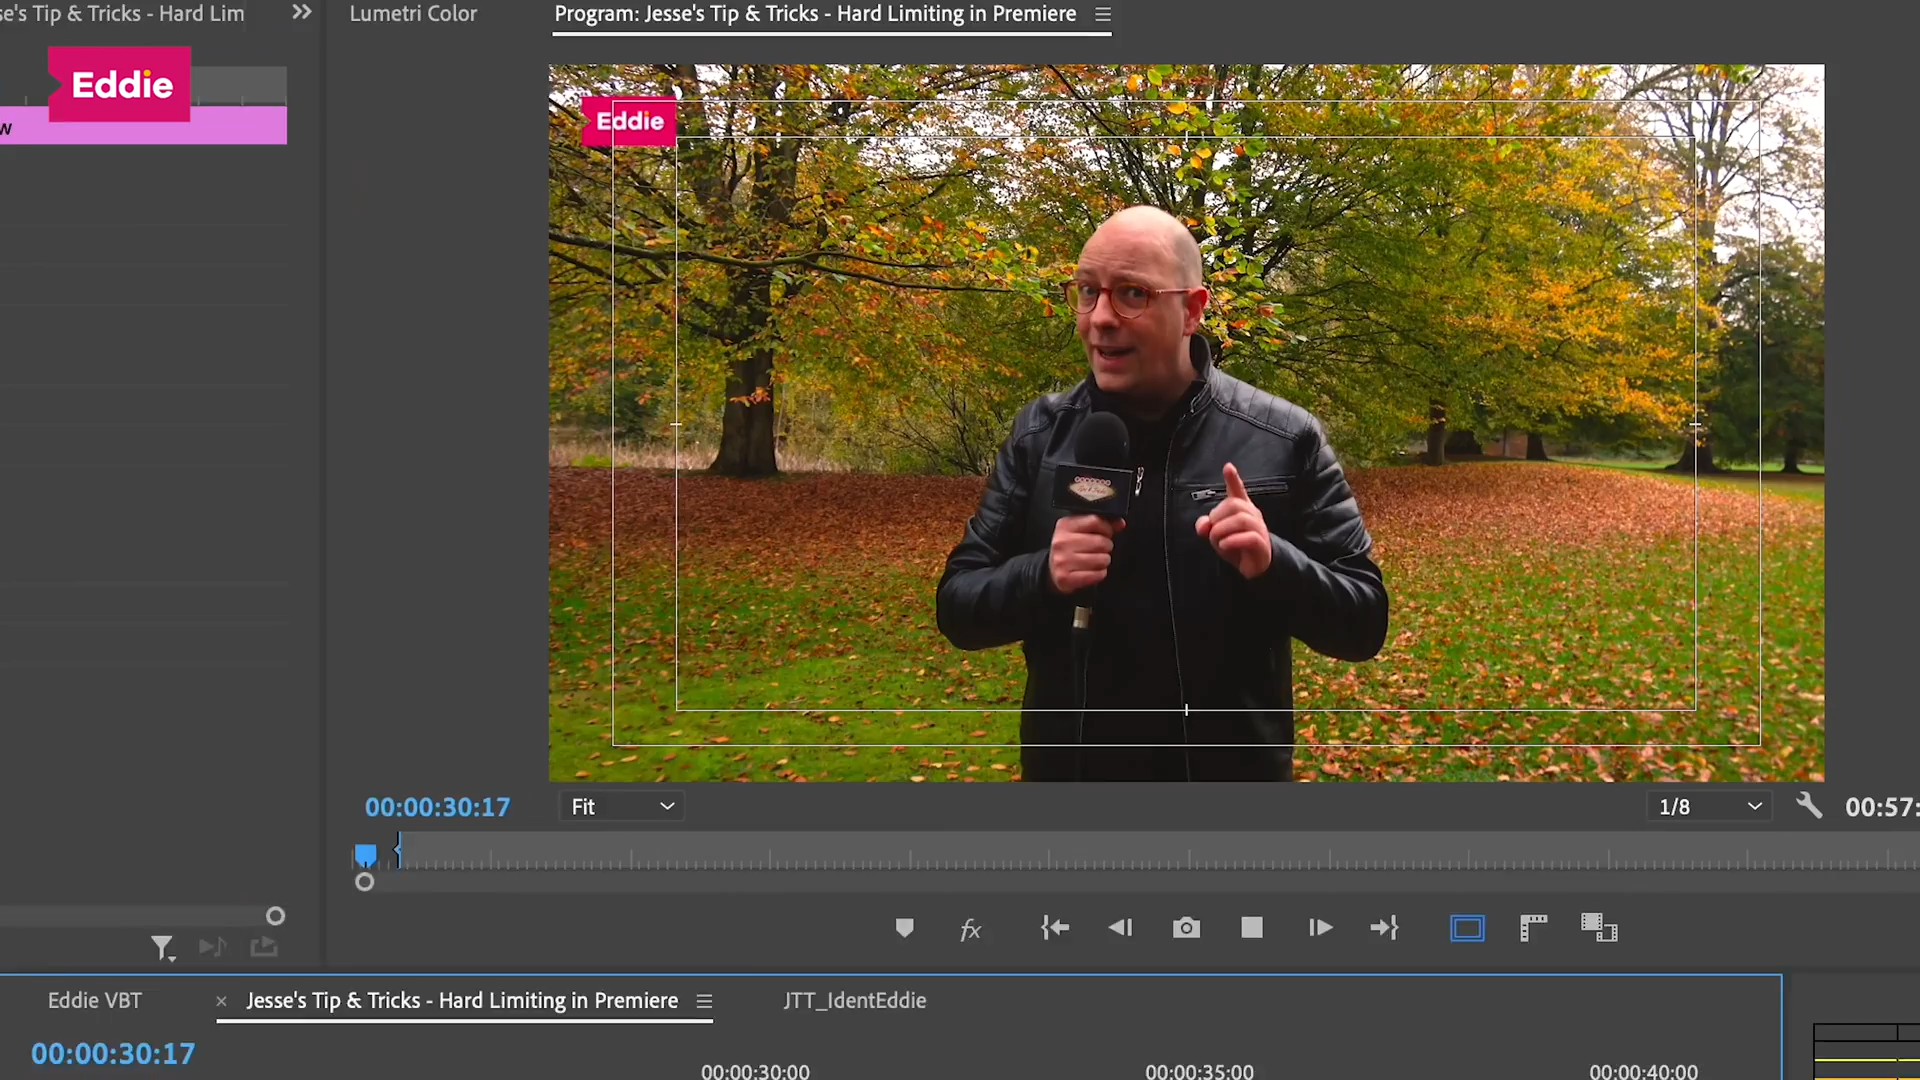 se's Tip & Tricks - Hard Lim
Lumetri Color
Program: Jesse's Tip & Tricks - Hard Limiting in Premiere
Eddie
w
Eddie
00:00:30:17
Fit
1/8
00:57:
fx
Eddie VBT
× Jesse's Tip & Tricks - Hard Limiting in Premiere
JTT_IdentEddie
00:00:30:17
00:00:30:00
00:00:35:00
00:00:40:00